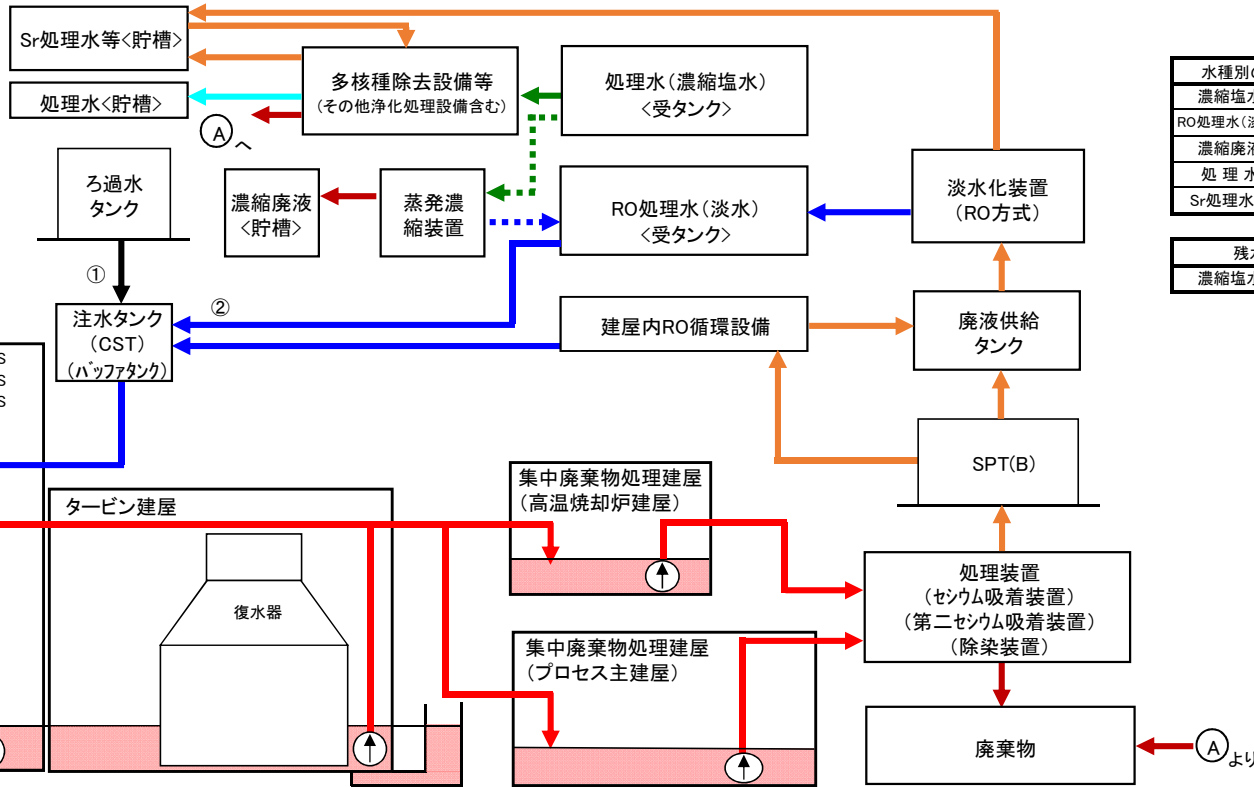 Sr処理水等<貯槽>
処理水<貯槽>
多核種除去設備等
(その他浄化処理設備含む)
Aへ
処理水(濃縮塩水)
<受タンク>
ろ過水
タンク
濃縮廃液
<貯槽>
蒸発濃
縮装置
RO処理水(淡水)
<受タンク>
淡水化装置
(RO方式)
①
②
注水タンク
(CST)
(バッファタンク)
建屋内RO循環設備
廃液供給
タンク
SPT(B)
S
S
S
タービン建屋
復水器
集中廃棄物処理建屋
(高温焼却炉建屋)
集中廃棄物処理建屋
(プロセス主建屋)
処理装置
(セシウム吸着装置)
(第二セシウム吸着装置)
(除染装置)
廃棄物
Aより
水種別の
濃縮塩水
RO処理水(淡
濃縮廃液
処理水
Sr処理水
残水
濃縮塩水